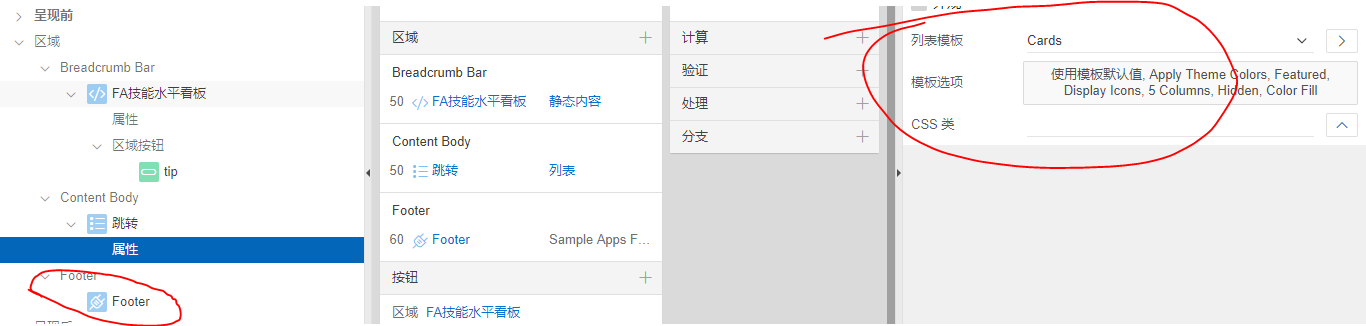 呈现前
区域
Breadcrumb Bar
FA技能水平看板
属性
区域按钮
tip
Content Body
跳转
属性
Footer
Footer
区域
Breadcrumb Bar
50 FA技能水平看板 静态内容
Content Body
50 跳转 列表
Footer
60 Footer Sample Apps F...
按钮
区域 FA技能水平看板
计算
验证
处理
分支
列表模板 Cards
模板选项 使用模板默认值, Apply Theme Colors, Featured,
Display Icons, 5 Columns, Hidden, Color Fill
CSS 类